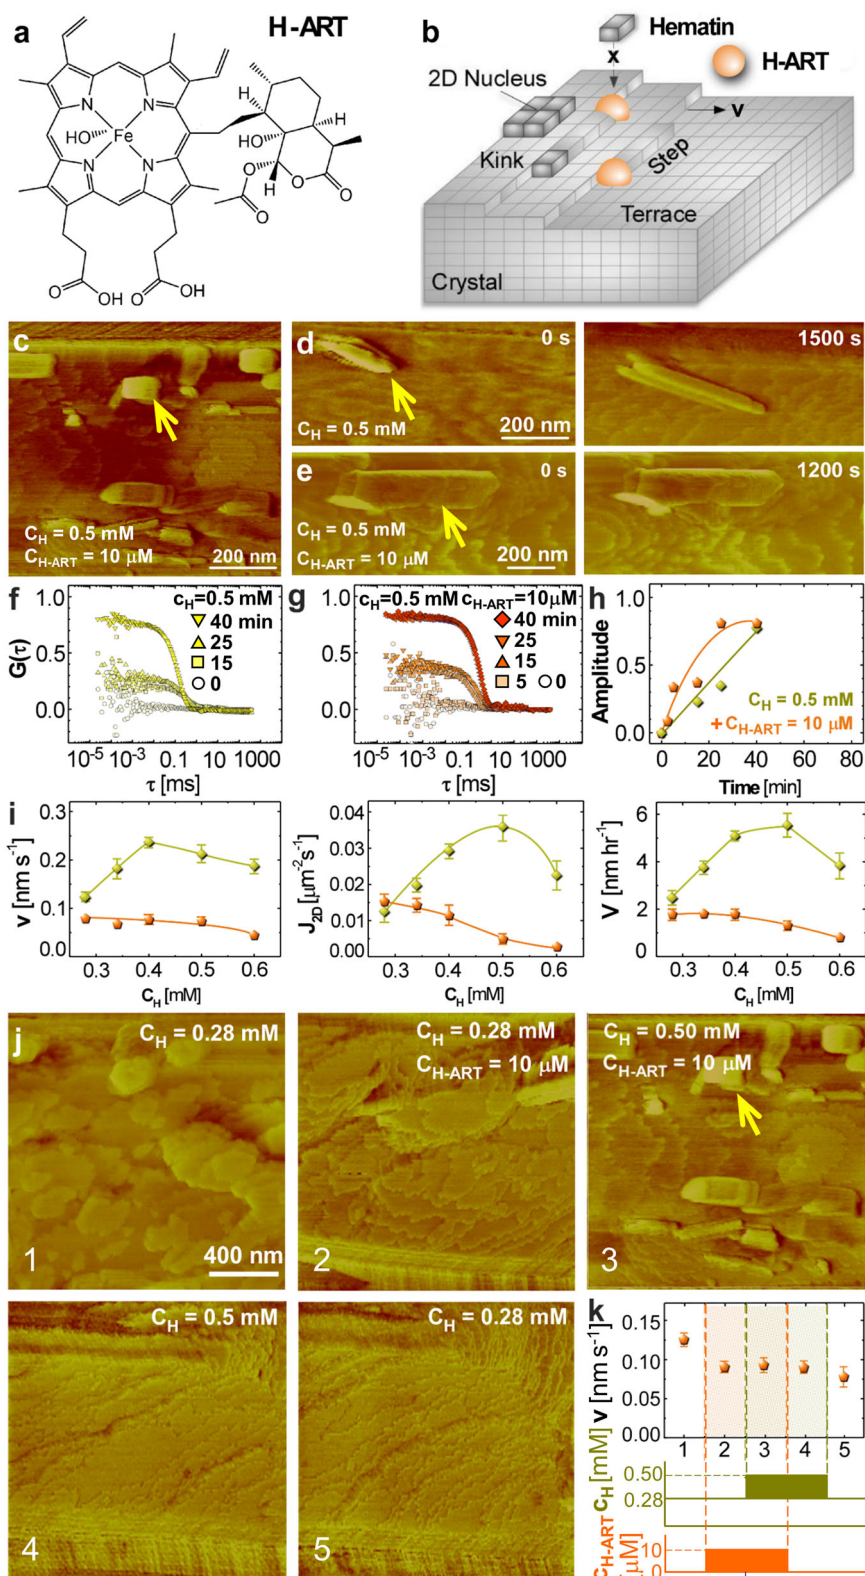 a
H-ART
N
N
HO
Fe
N
N
H
HO
H
H
O
O
O
O
O
OH
O
OH
b
Hematin
x
H-ART
2D Nucleus
v
Kink
Step
Terrace
Crystal
c
C_H = 0.5 mM
C_H-ART = 10 μM
200 nm
d
0 s
C_H = 0.5 mM
200 nm
1500 s
e
0 s
C_H = 0.5 mM
C_H-ART = 10 μM
200 nm
1200 s
f
c_H=0.5 mM
40 min
25
15
0
1.0
0.5
0.0
G(τ)
10⁻⁵ 10⁻³ 0.1 10 1000
τ [ms]
g
c_H=0.5 mM c_H-ART=10μM
40 min
25
15
5 0
1.0
0.5
0.0
10⁻⁵ 10⁻³ 0.1 10 1000
τ [ms]
h
1.0
0.5
0.0
Amplitude
C_H = 0.5 mM
+ C_H-ART = 10 μM
0 20 40 60 80
Time [min]
i
0.3
0.2
0.1
0.0
v [nm s⁻¹]
0.3 0.4 0.5 0.6
C_H [mM]
0.04
0.03
0.02
0.01
0.00
J_2D [μm⁻²s⁻¹]
0.3 0.4 0.5 0.6
C_H [mM]
6
4
2
0
V [nm hr⁻¹]
0.3 0.4 0.5 0.6
C_H [mM]
j
C_H = 0.28 mM
1
400 nm
C_H = 0.28 mM
C_H-ART = 10 μM
2
C_H = 0.50 mM
C_H-ART = 10 μM
3
C_H = 0.5 mM
4
C_H = 0.28 mM
5
k
0.15
0.10
0.05
0.00
v [nm s⁻¹]
1 2 3 4 5
C_H [mM]
0.50
0.28
C_H-ART
[μM]
10
0